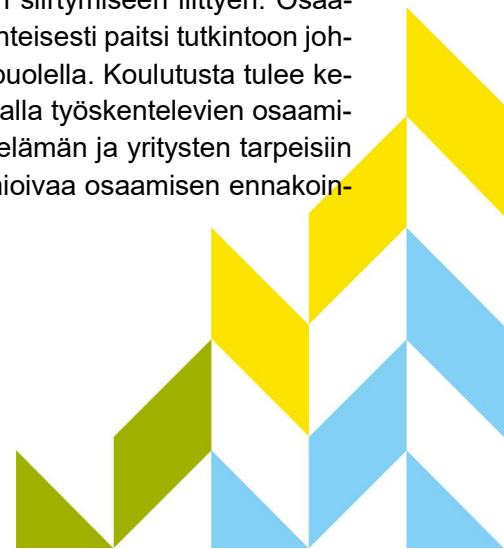 siirtymiseen liittyen. Osaa-
hteisesti paitsi tutkintoon joh-
puolella. Koulutusta tulee ke-
alla työskentelevien osaami-
elämän ja yritysten tarpeisiin
nioivaa osaamisen ennakoin-